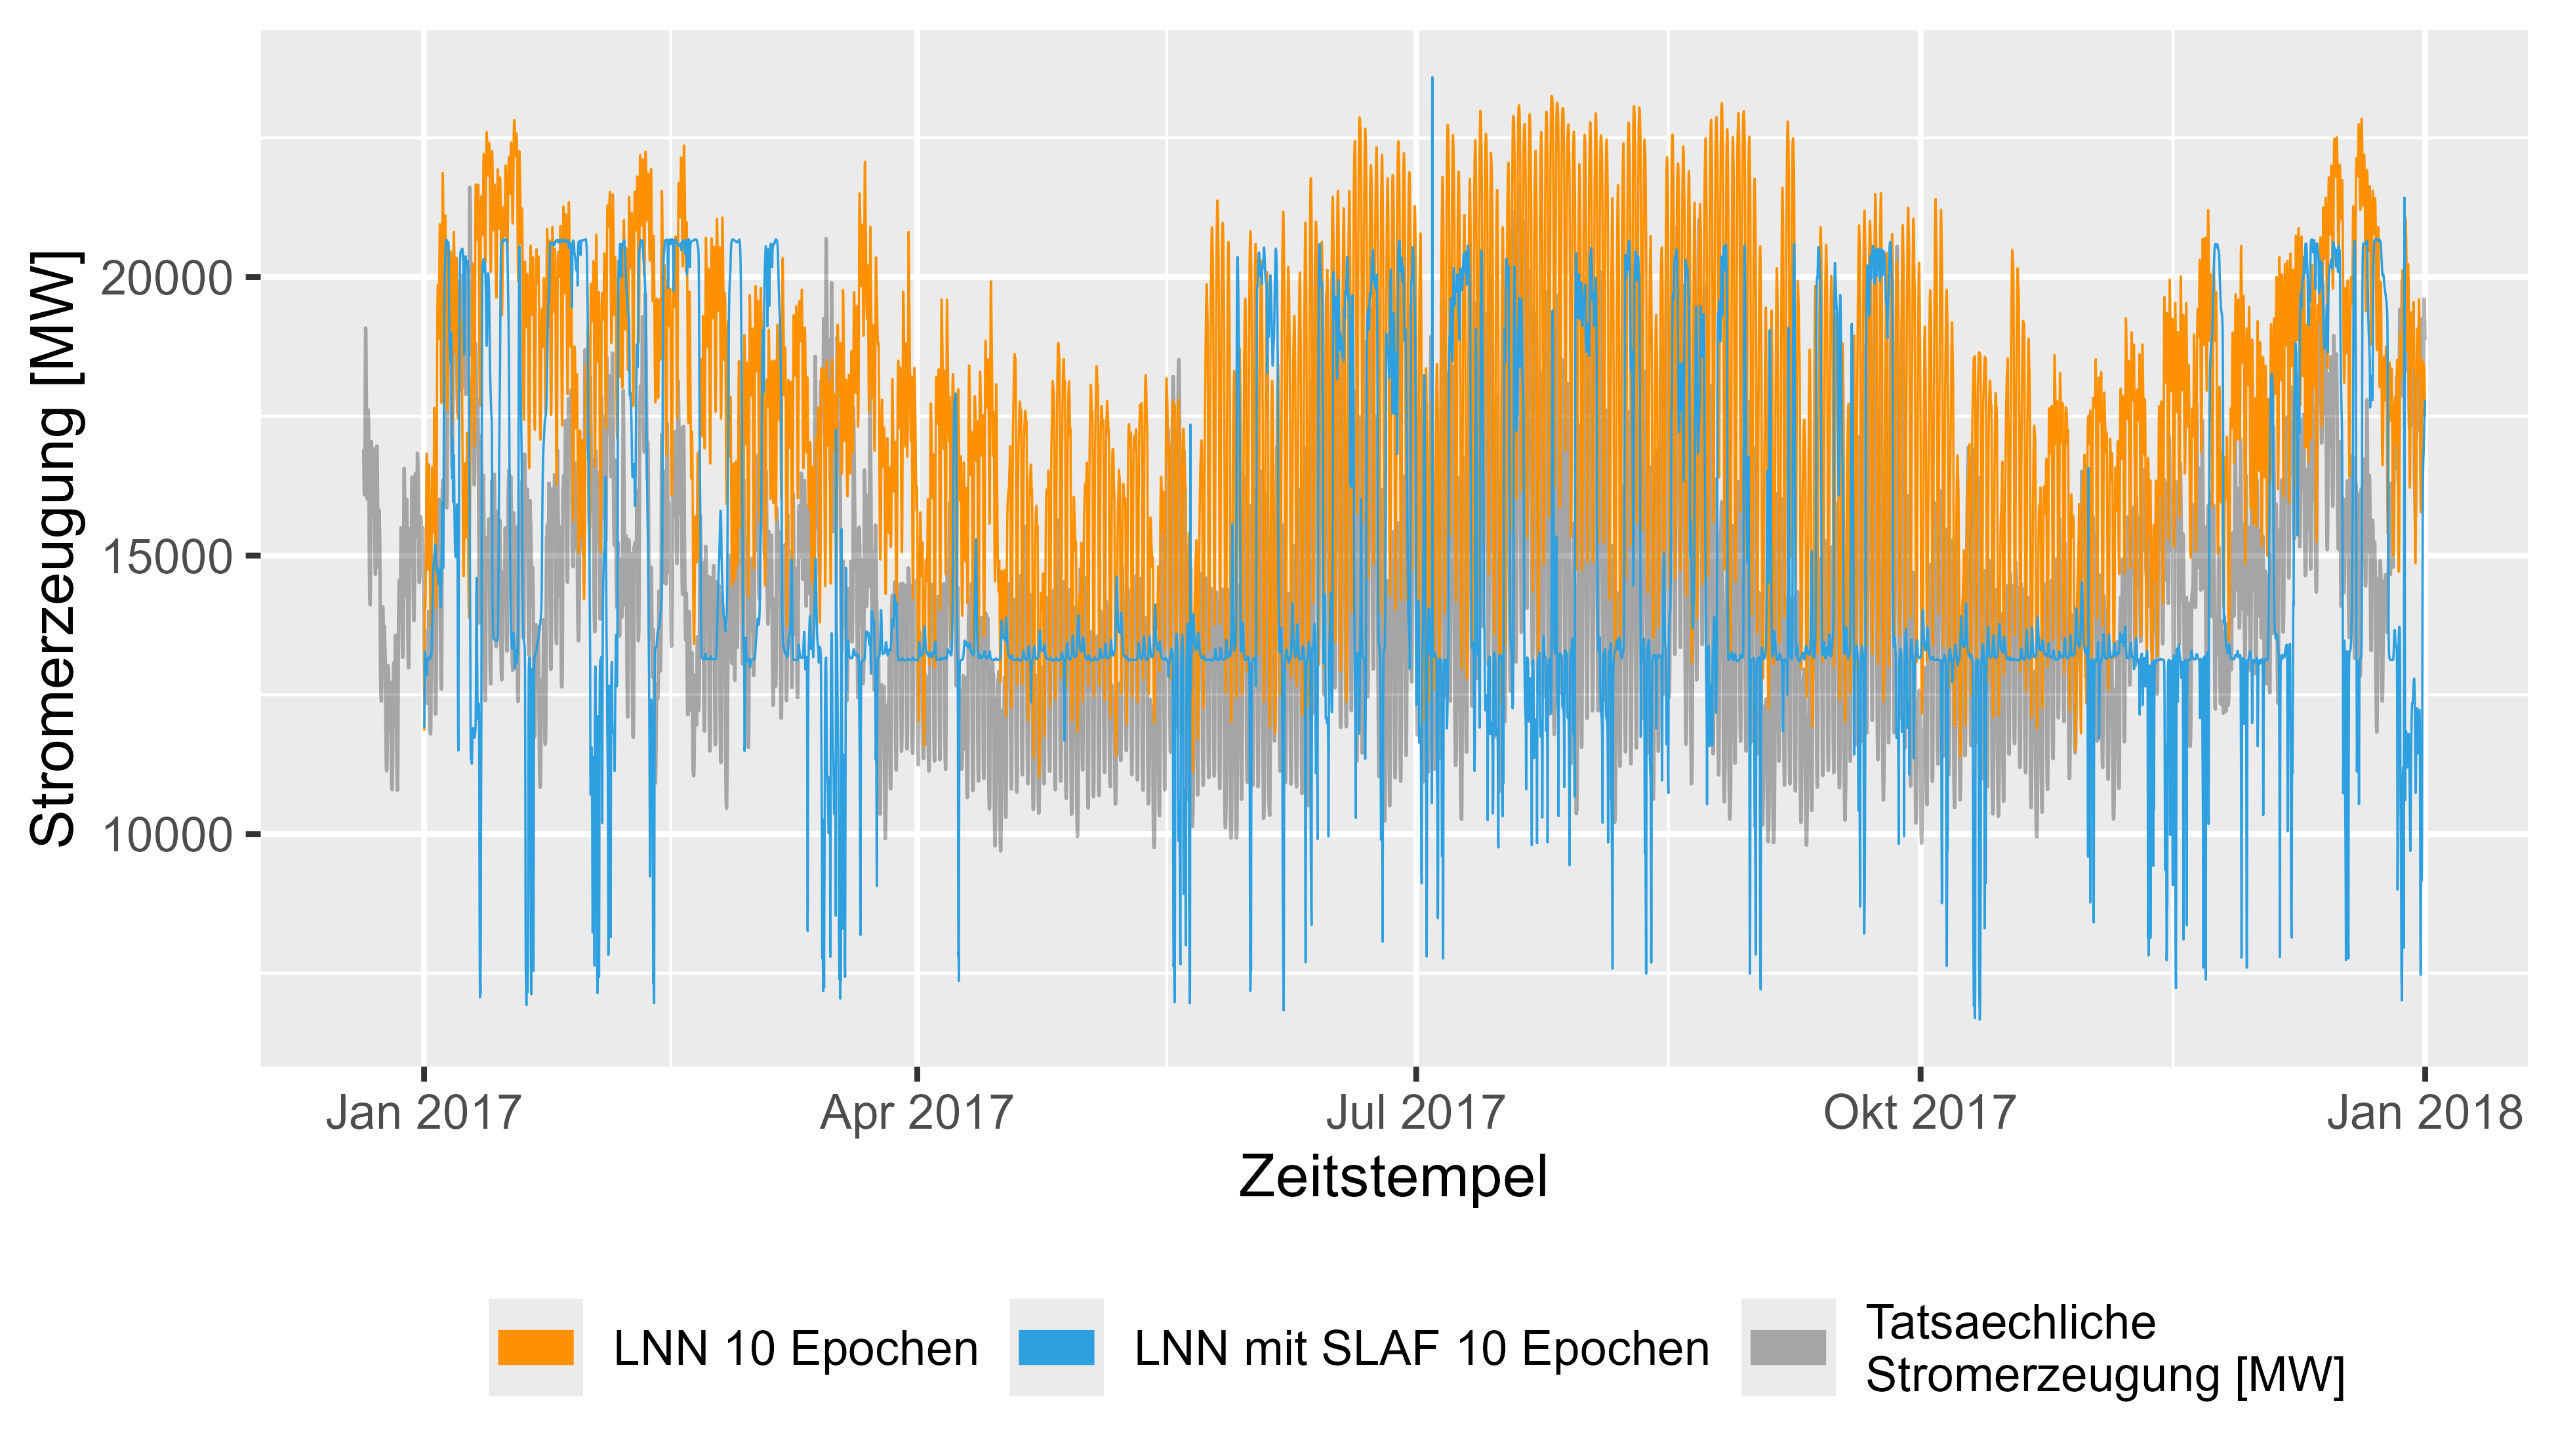 Stromerzeugung [MW]
20000
15000
10000
Jan 2017
Apr 2017
Jul 2017
Okt 2017
Jan 2018
Zeitstempel
LNN 10 Epochen
LNN mit SLAF 10 Epochen
Tatsaechliche
Stromerzeugung [MW]